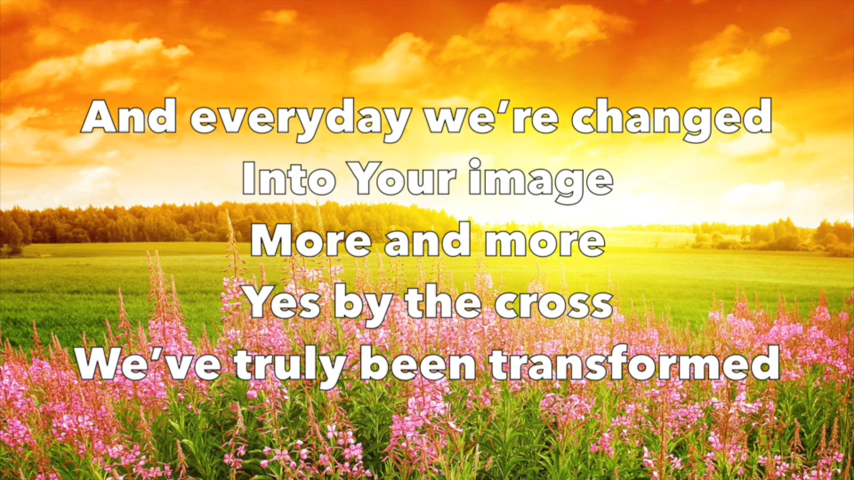 And everyday we’re changed
Into Your image
More and more
Yes by the cross
We’ve truly been transformed